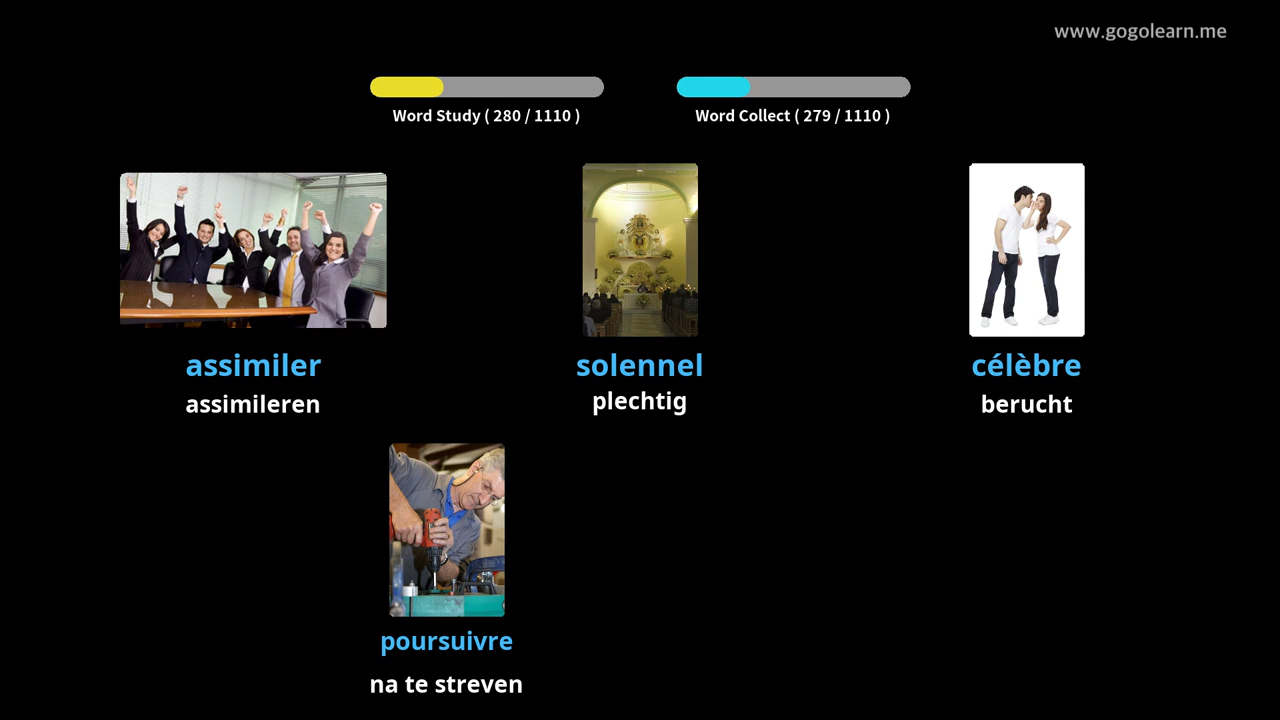 www.gogolearn.me
Word Study ( 280 / 1110 )
Word Collect ( 279 / 1110 )
assimiler
assimileren
solennel
plechtig
célèbre
berucht
poursuivre
na te streven